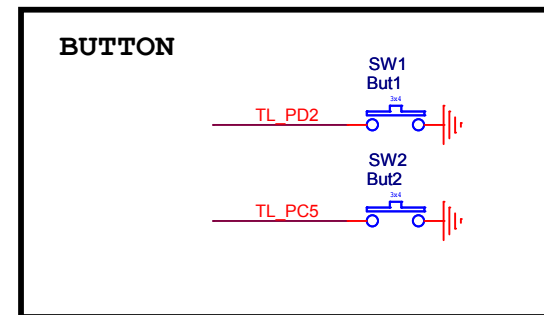 BUTTON
SW1
But1
3x4
TL_PD2
SW2
But2
3x4
TL_PC5